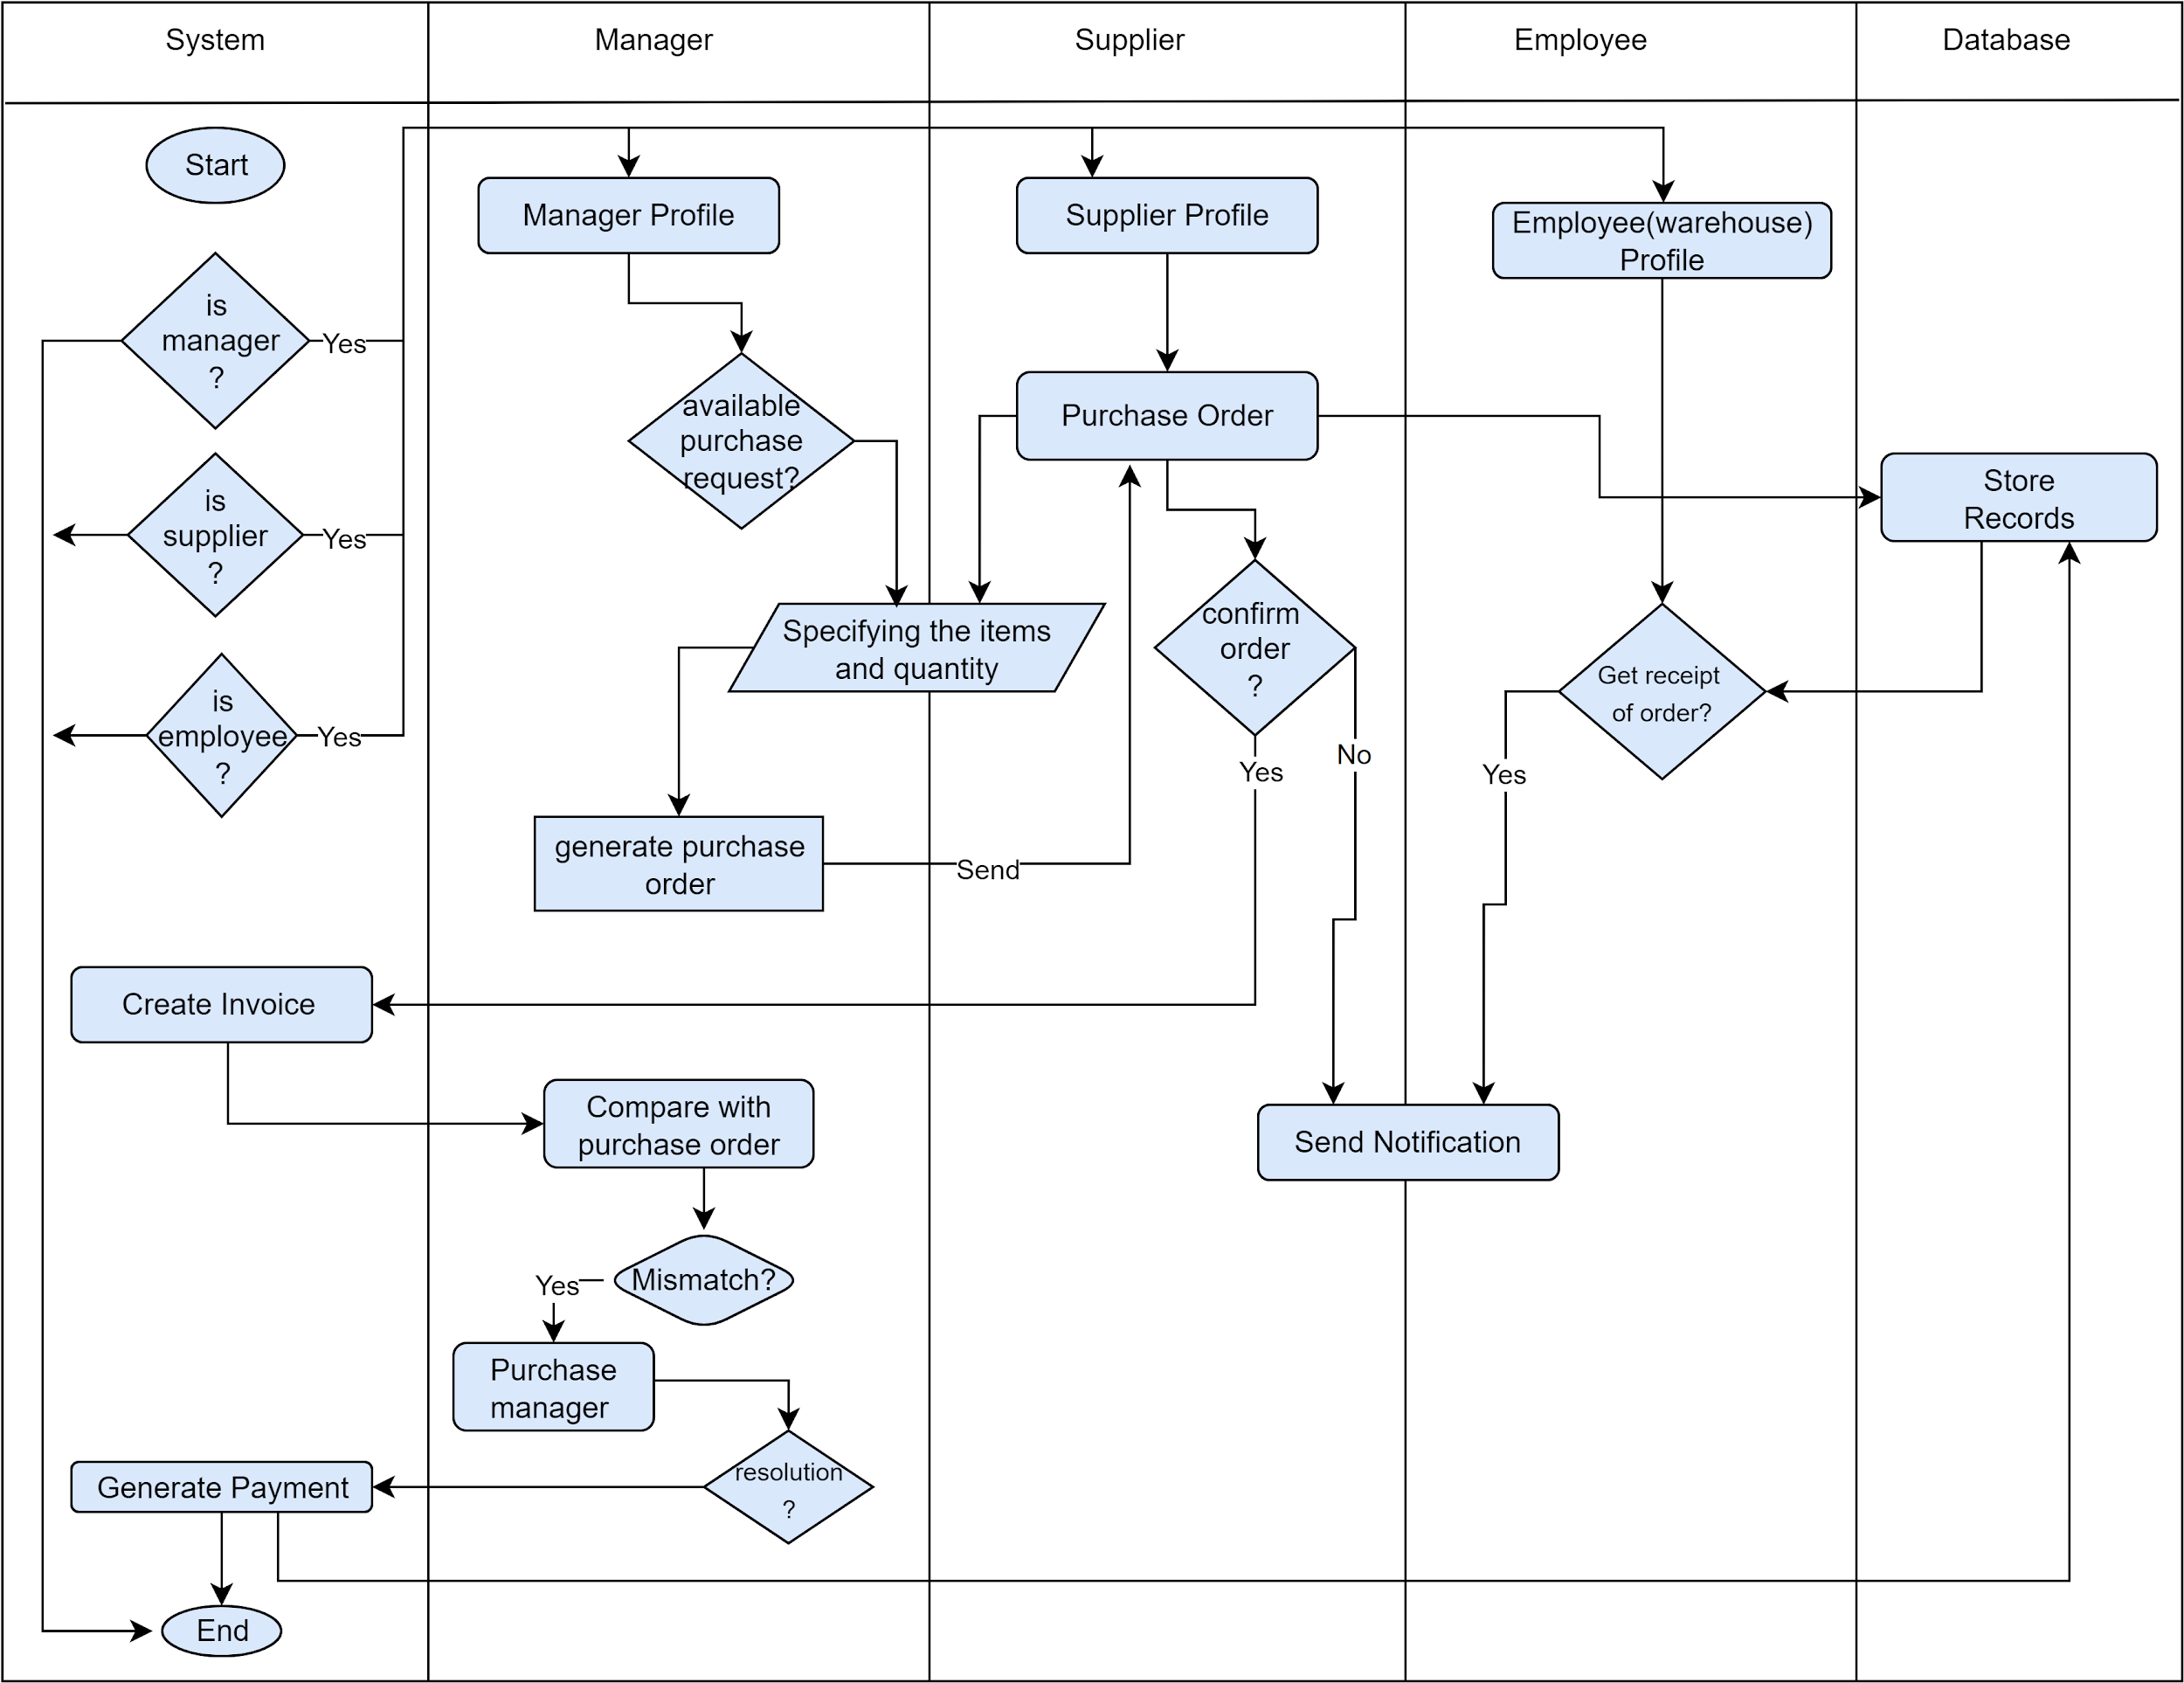 System
Manager
Supplier
Employee
Database
Start
Manager Profile
Supplier Profile
Employee(warehouse)
Profile
is
manager
?
Yes
available
purchase
request?
Purchase Order
Store
Records
is
supplier
?
Yes
Specifying the items
and quantity
confirm
order
?
Get receipt
of order?
is
employee
?
Yes
Yes
No
Yes
generate purchase
order
Send
Create Invoice
Compare with
purchase order
Send Notification
Mismatch?
Yes
Purchase
manager
resolution
?
Generate Payment
End